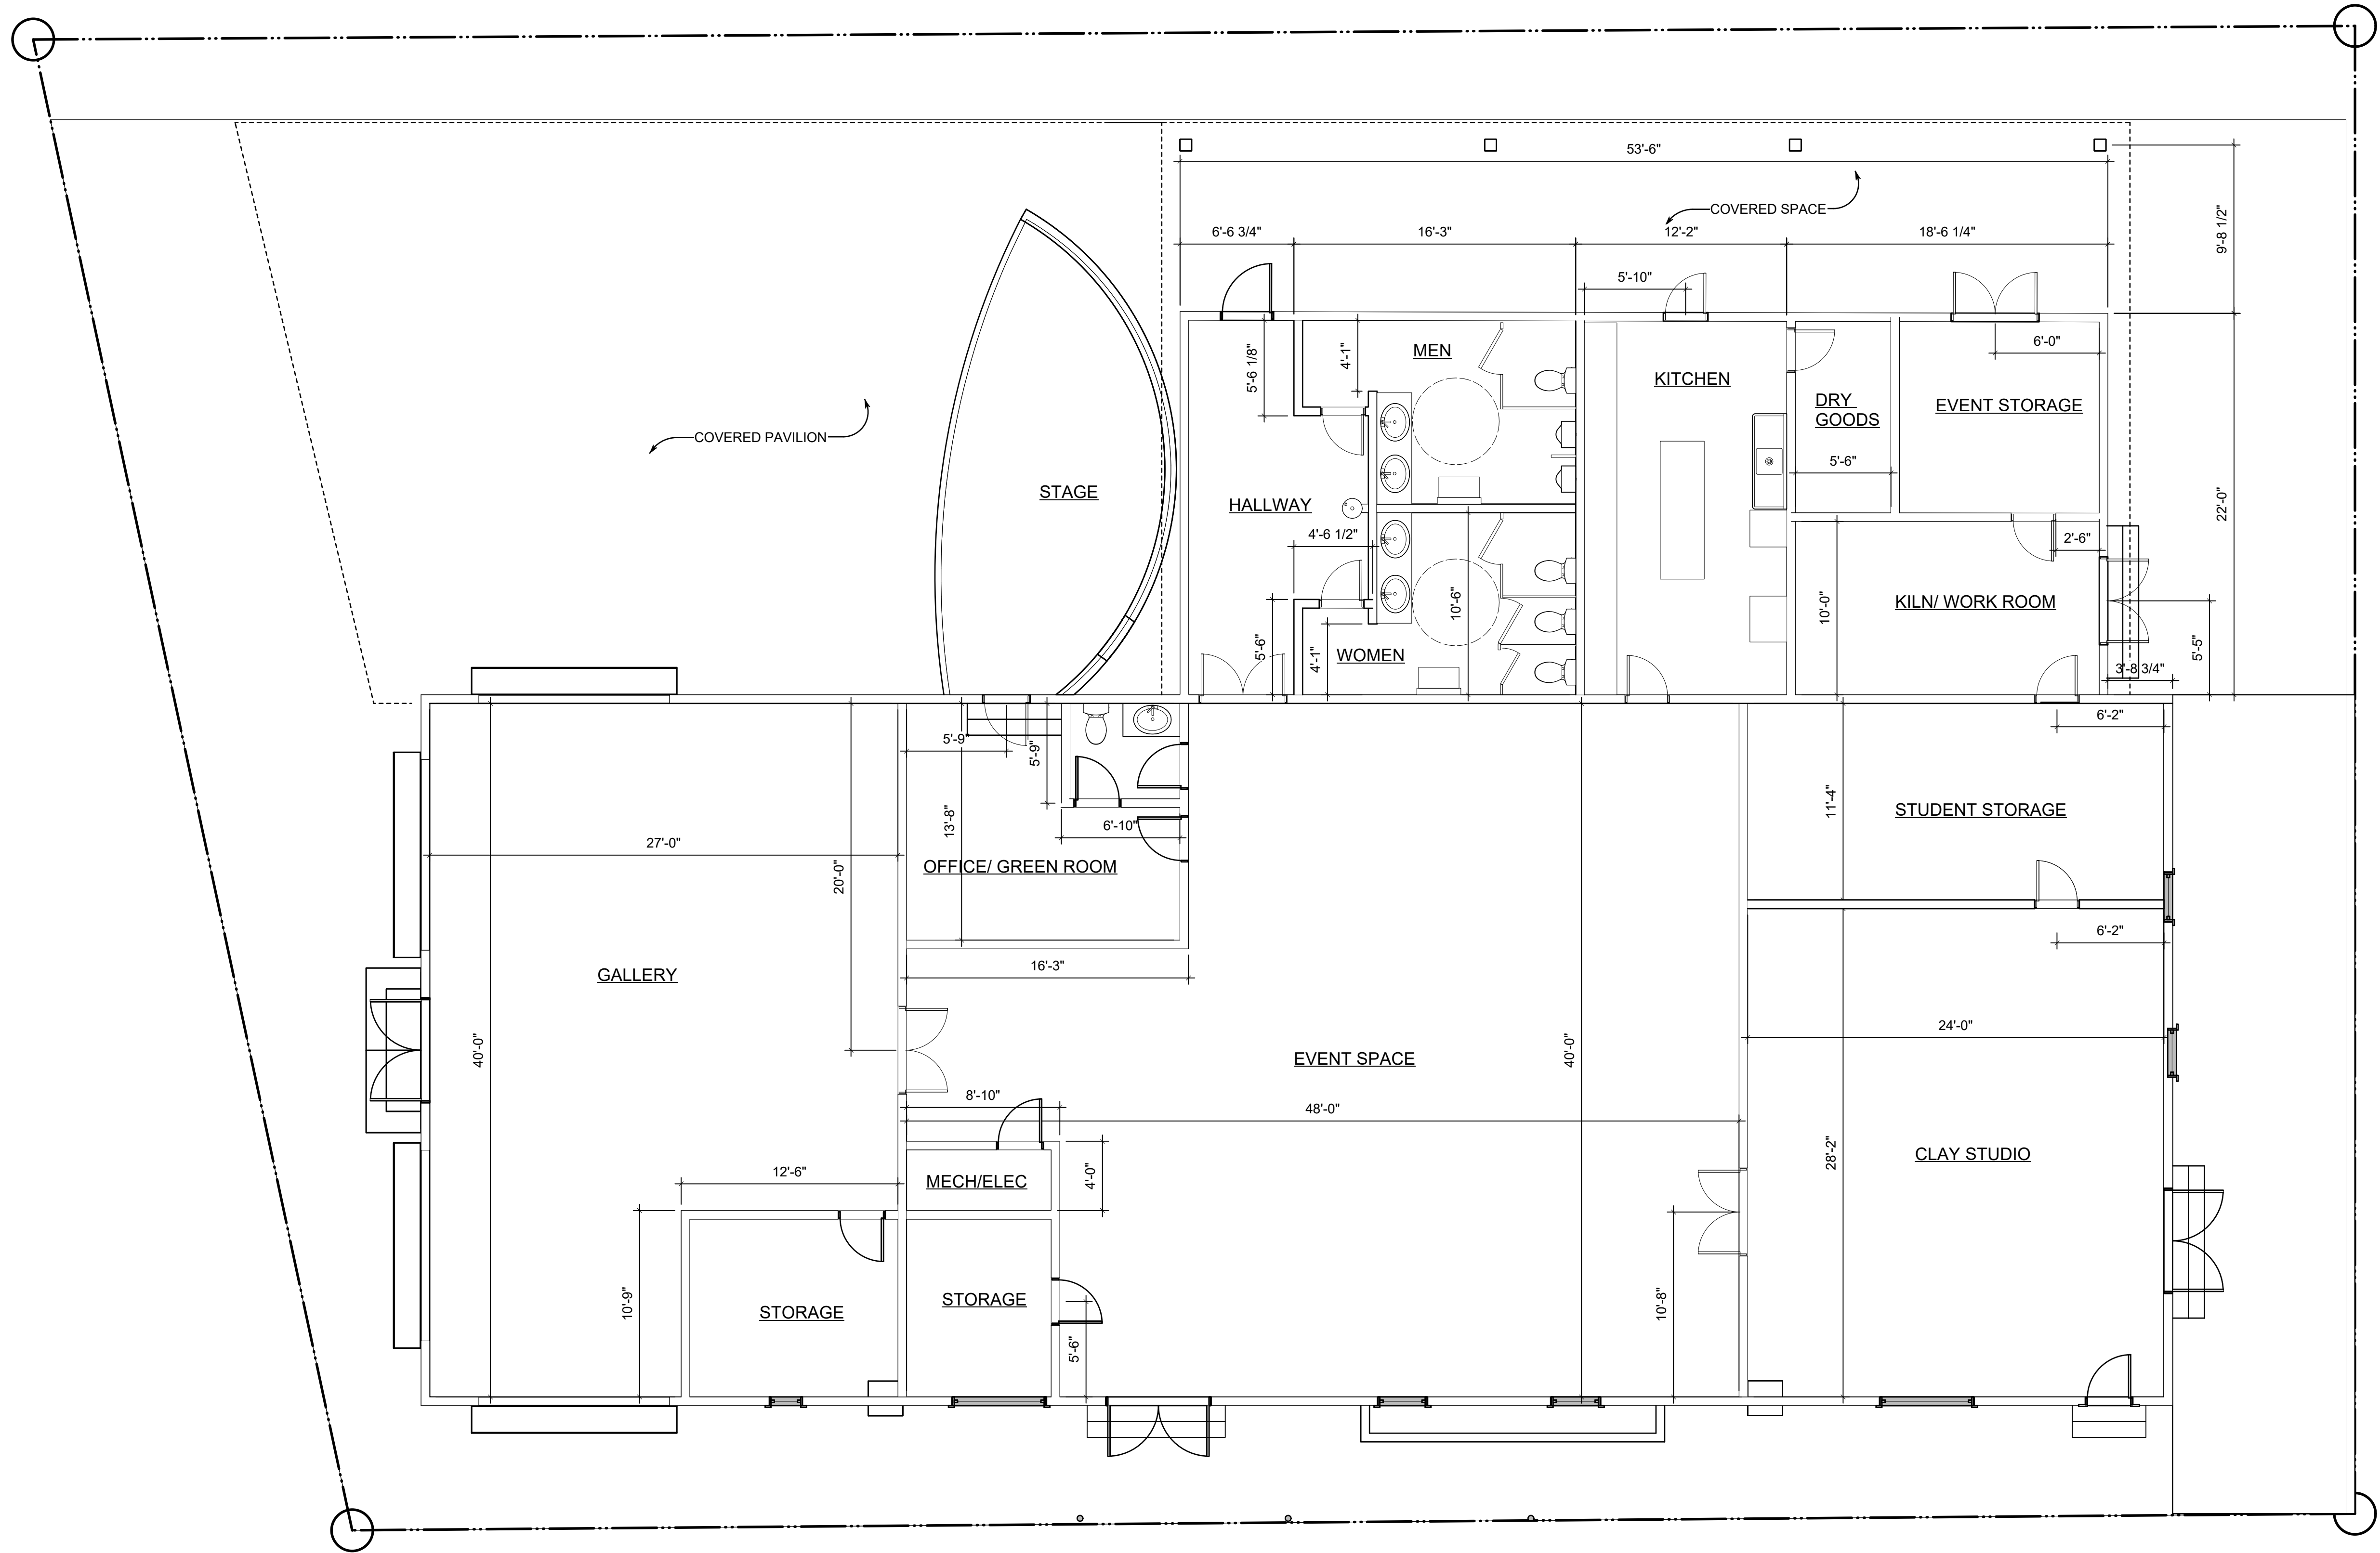 53'-6"
COVERED SPACE
6'-6 3/4"
16'-3"
12'-2"
18'-6 1/4"
9'-8 1/2"
5'-10"
6'-0"
5'-6 1/8"
4'-1"
MEN
KITCHEN
DRY
GOODS
EVENT STORAGE
COVERED PAVILION
5'-6"
STAGE
HALLWAY
22'-0"
4'-6 1/2"
2'-6"
10'-6"
10'-0"
KILN/ WORK ROOM
5'-6"
4'-1"
WOMEN
5'-5"
3'-8 3/4"
6'-2"
5'-9"
5'-9"
13'-8"
6'-10"
11'-4"
STUDENT STORAGE
27'-0"
20'-0"
OFFICE/ GREEN ROOM
6'-2"
16'-3"
GALLERY
24'-0"
40'-0"
EVENT SPACE
40'-0"
8'-10"
48'-0"
28'-2"
CLAY STUDIO
12'-6"
MECH/ELEC
4'-0"
10'-9"
STORAGE
STORAGE
10'-8"
5'-6"